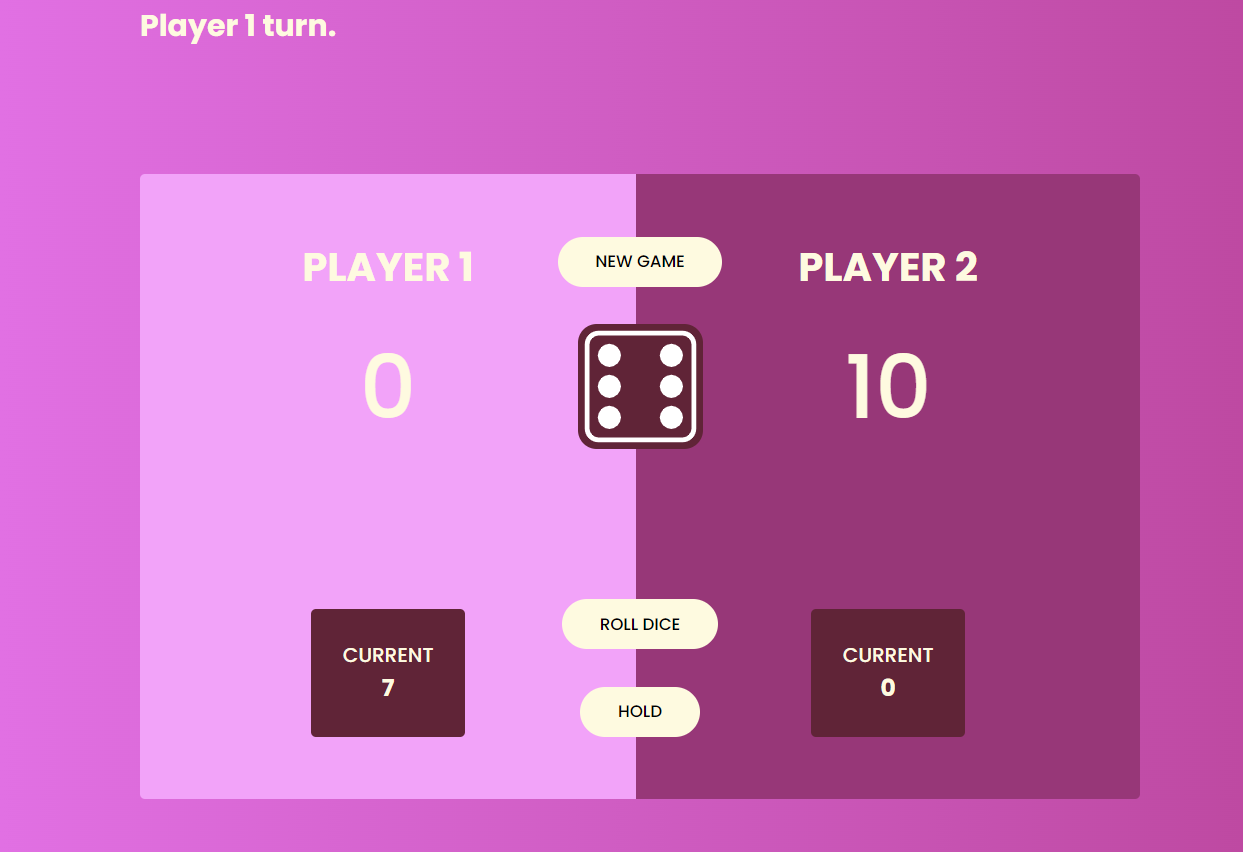 Player 1 turn.
PLAYER 1
NEW GAME
PLAYER 2
0
10
ROLL DICE
CURRENT
7
CURRENT
0
HOLD